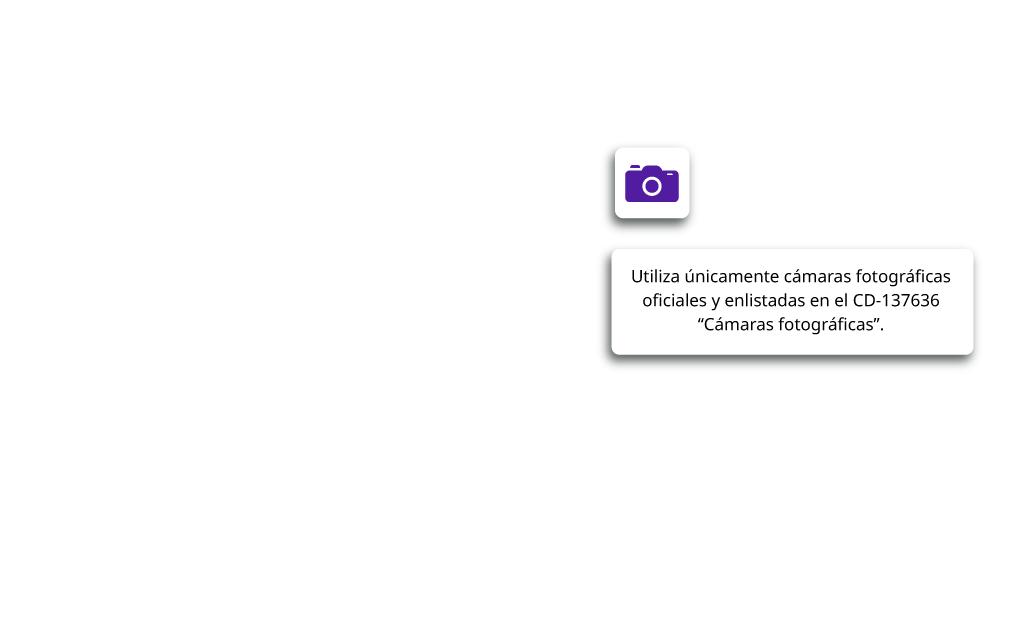 Utiliza únicamente cámaras fotográficas
oficiales y enlistadas en el CD-137636
“Cámaras fotográficas”.